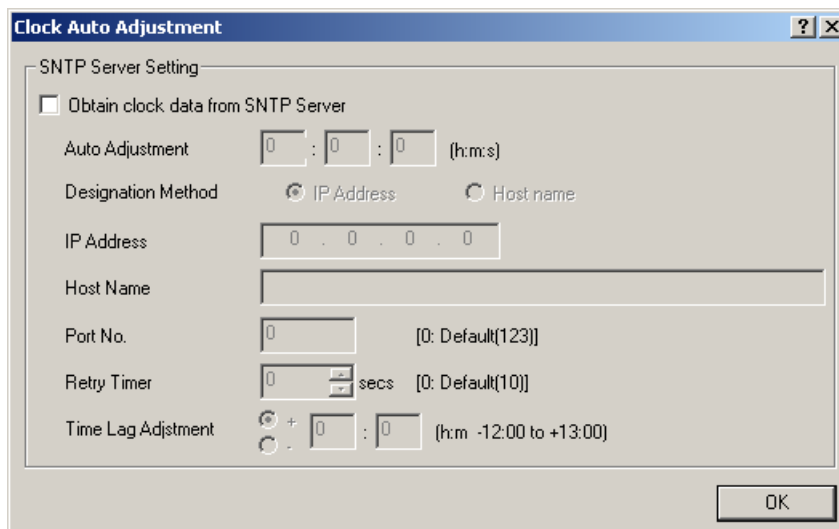 Clock Auto Adjustment
SNTP Server Setting
Obtain clock data from SNTP Server
Auto Adjustment 0 : 0 : 0 (h:m:s)
Designation Method IP Address Host name
IP Address 0 . 0 . 0 . 0
Host Name
Port No. 0 [0: Default(123)]
Retry Timer 0 secs [0: Default(10)]
Time Lag Adjstment + - 0 : 0 (h:m -12:00 to +13:00)
OK